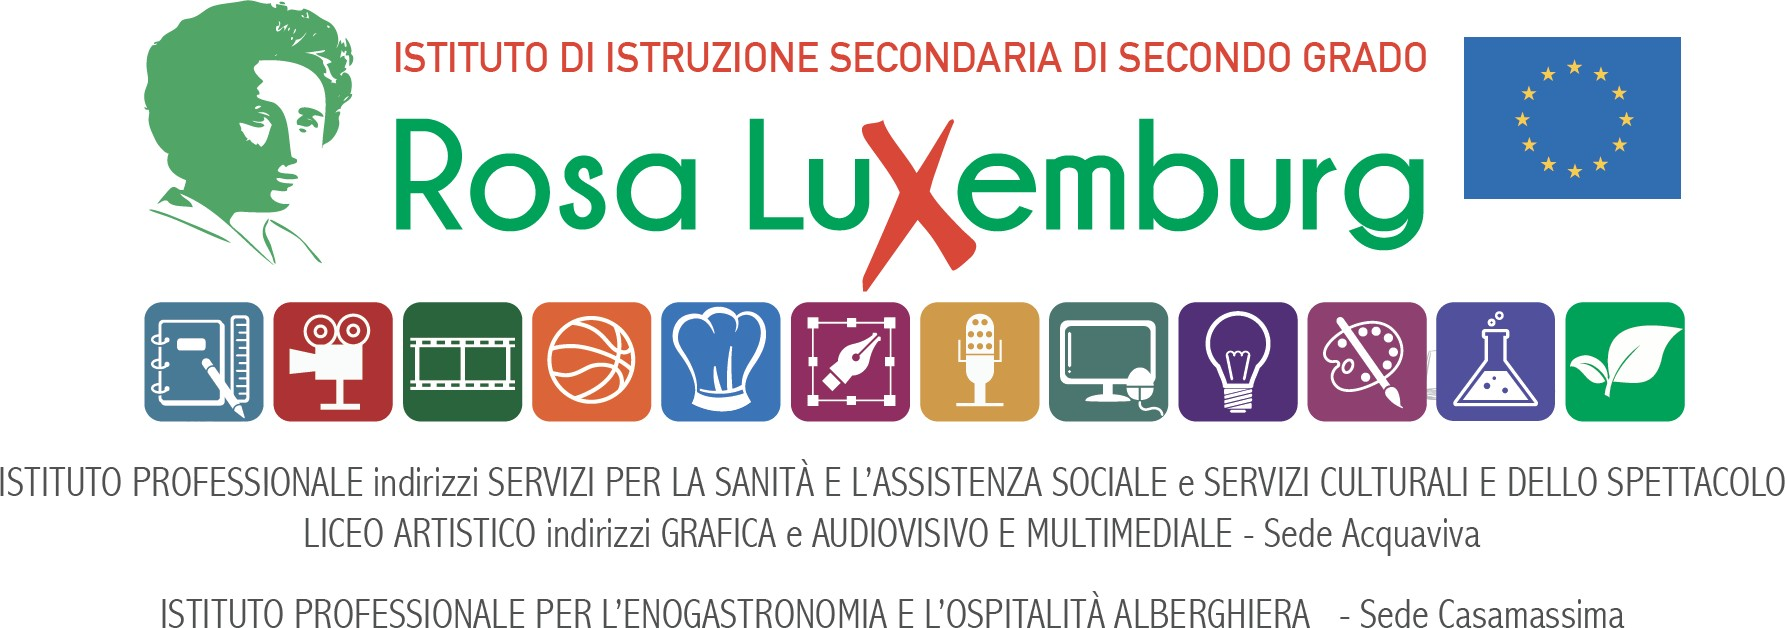 ISTITUTO DI ISTRUZIONE SECONDARIA DI SECONDO GRADO
Rosa Luxemburg
ISTITUTO PROFESSIONALE indirizzi SERVIZI PER LA SANITÀ E L'ASSISTENZA SOCIALE e SERVIZI CULTURALI E DELLO SPETTACOLO
LICEO ARTISTICO indirizzi GRAFICA e AUDIOVISIVO E MULTIMEDIALE - Sede Acquaviva
ISTITUTO PROFESSIONALE PER L'ENOGASTRONOMIA E L'OSPITALITÀ ALBERGHIERA - Sede Casamassima